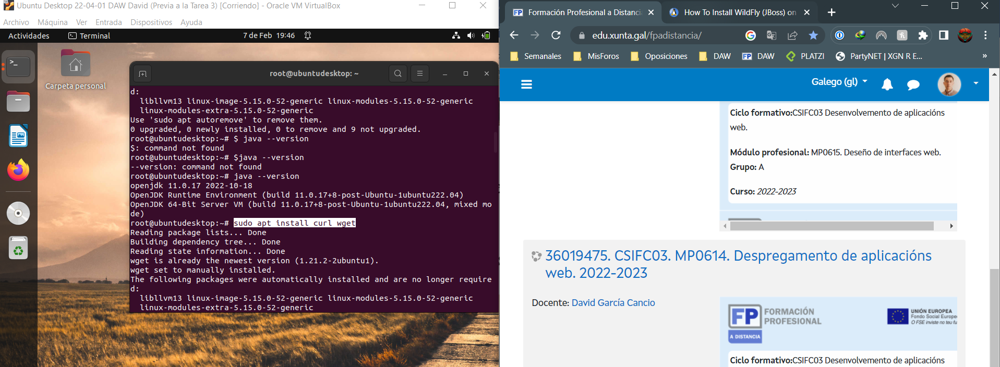 Ubuntu Desktop 22-04-01 DAW David (Previa a la Tarea 3) [Corriendo] - Oracle VM VirtualBox
Archivo Máquina Ver Entrada Dispositivos Ayuda
Actividades Terminal 7 de Feb 19:46
Carpeta personal
root@ubuntudesktop: ~
d:
  libllvm13 linux-image-5.15.0-52-generic linux-modules-5.15.0-52-generic
  linux-modules-extra-5.15.0-52-generic
Use 'sudo apt autoremove' to remove them.
0 upgraded, 0 newly installed, 0 to remove and 9 not upgraded.
root@ubuntudesktop:~# $ java --version
$: command not found
root@ubuntudesktop:~# $java --version
--version: command not found
root@ubuntudesktop:~# java --version
openjdk 11.0.17 2022-10-18
OpenJDK Runtime Environment (build 11.0.17+8-post-Ubuntu-1ubuntu222.04)
OpenJDK 64-Bit Server VM (build 11.0.17+8-post-Ubuntu-1ubuntu222.04, mixed mo
de)
root@ubuntudesktop:~# sudo apt install curl wget
Reading package lists... Done
Building dependency tree... Done
Reading state information... Done
wget is already the newest version (1.21.2-2ubuntu1).
wget set to manually installed.
The following packages were automatically installed and are no longer require
d:
  libllvm13 linux-image-5.15.0-52-generic linux-modules-5.15.0-52-generic
  linux-modules-extra-5.15.0-52-generic
FP Formación Profesional a Distanci How To Install WildFly (JBoss) on
edu.xunta.gal/fpadistancia/
Semanales MisForos Oposiciones DAW FP DAW PLATZI PartyNET | XGN R E... »
Galego (gl)
Ciclo formativo:CSIFC03 Desenvolvemento de aplicacións
web.
Módulo profesional: MP0615. Deseño de interfaces web.
Grupo: A
Curso: 2022-2023
36019475. CSIFC03. MP0614. Despregamento de aplicacións
web. 2022-2023
Docente: David García Cancio
FP FORMACIÓN
PROFESIONAL
A DISTANCIA
UNIÓN EUROPEA
Fondo Social Europe
O FSE inviste no teu fu
Ciclo formativo:CSIFC03 Desenvolvemento de aplicacións